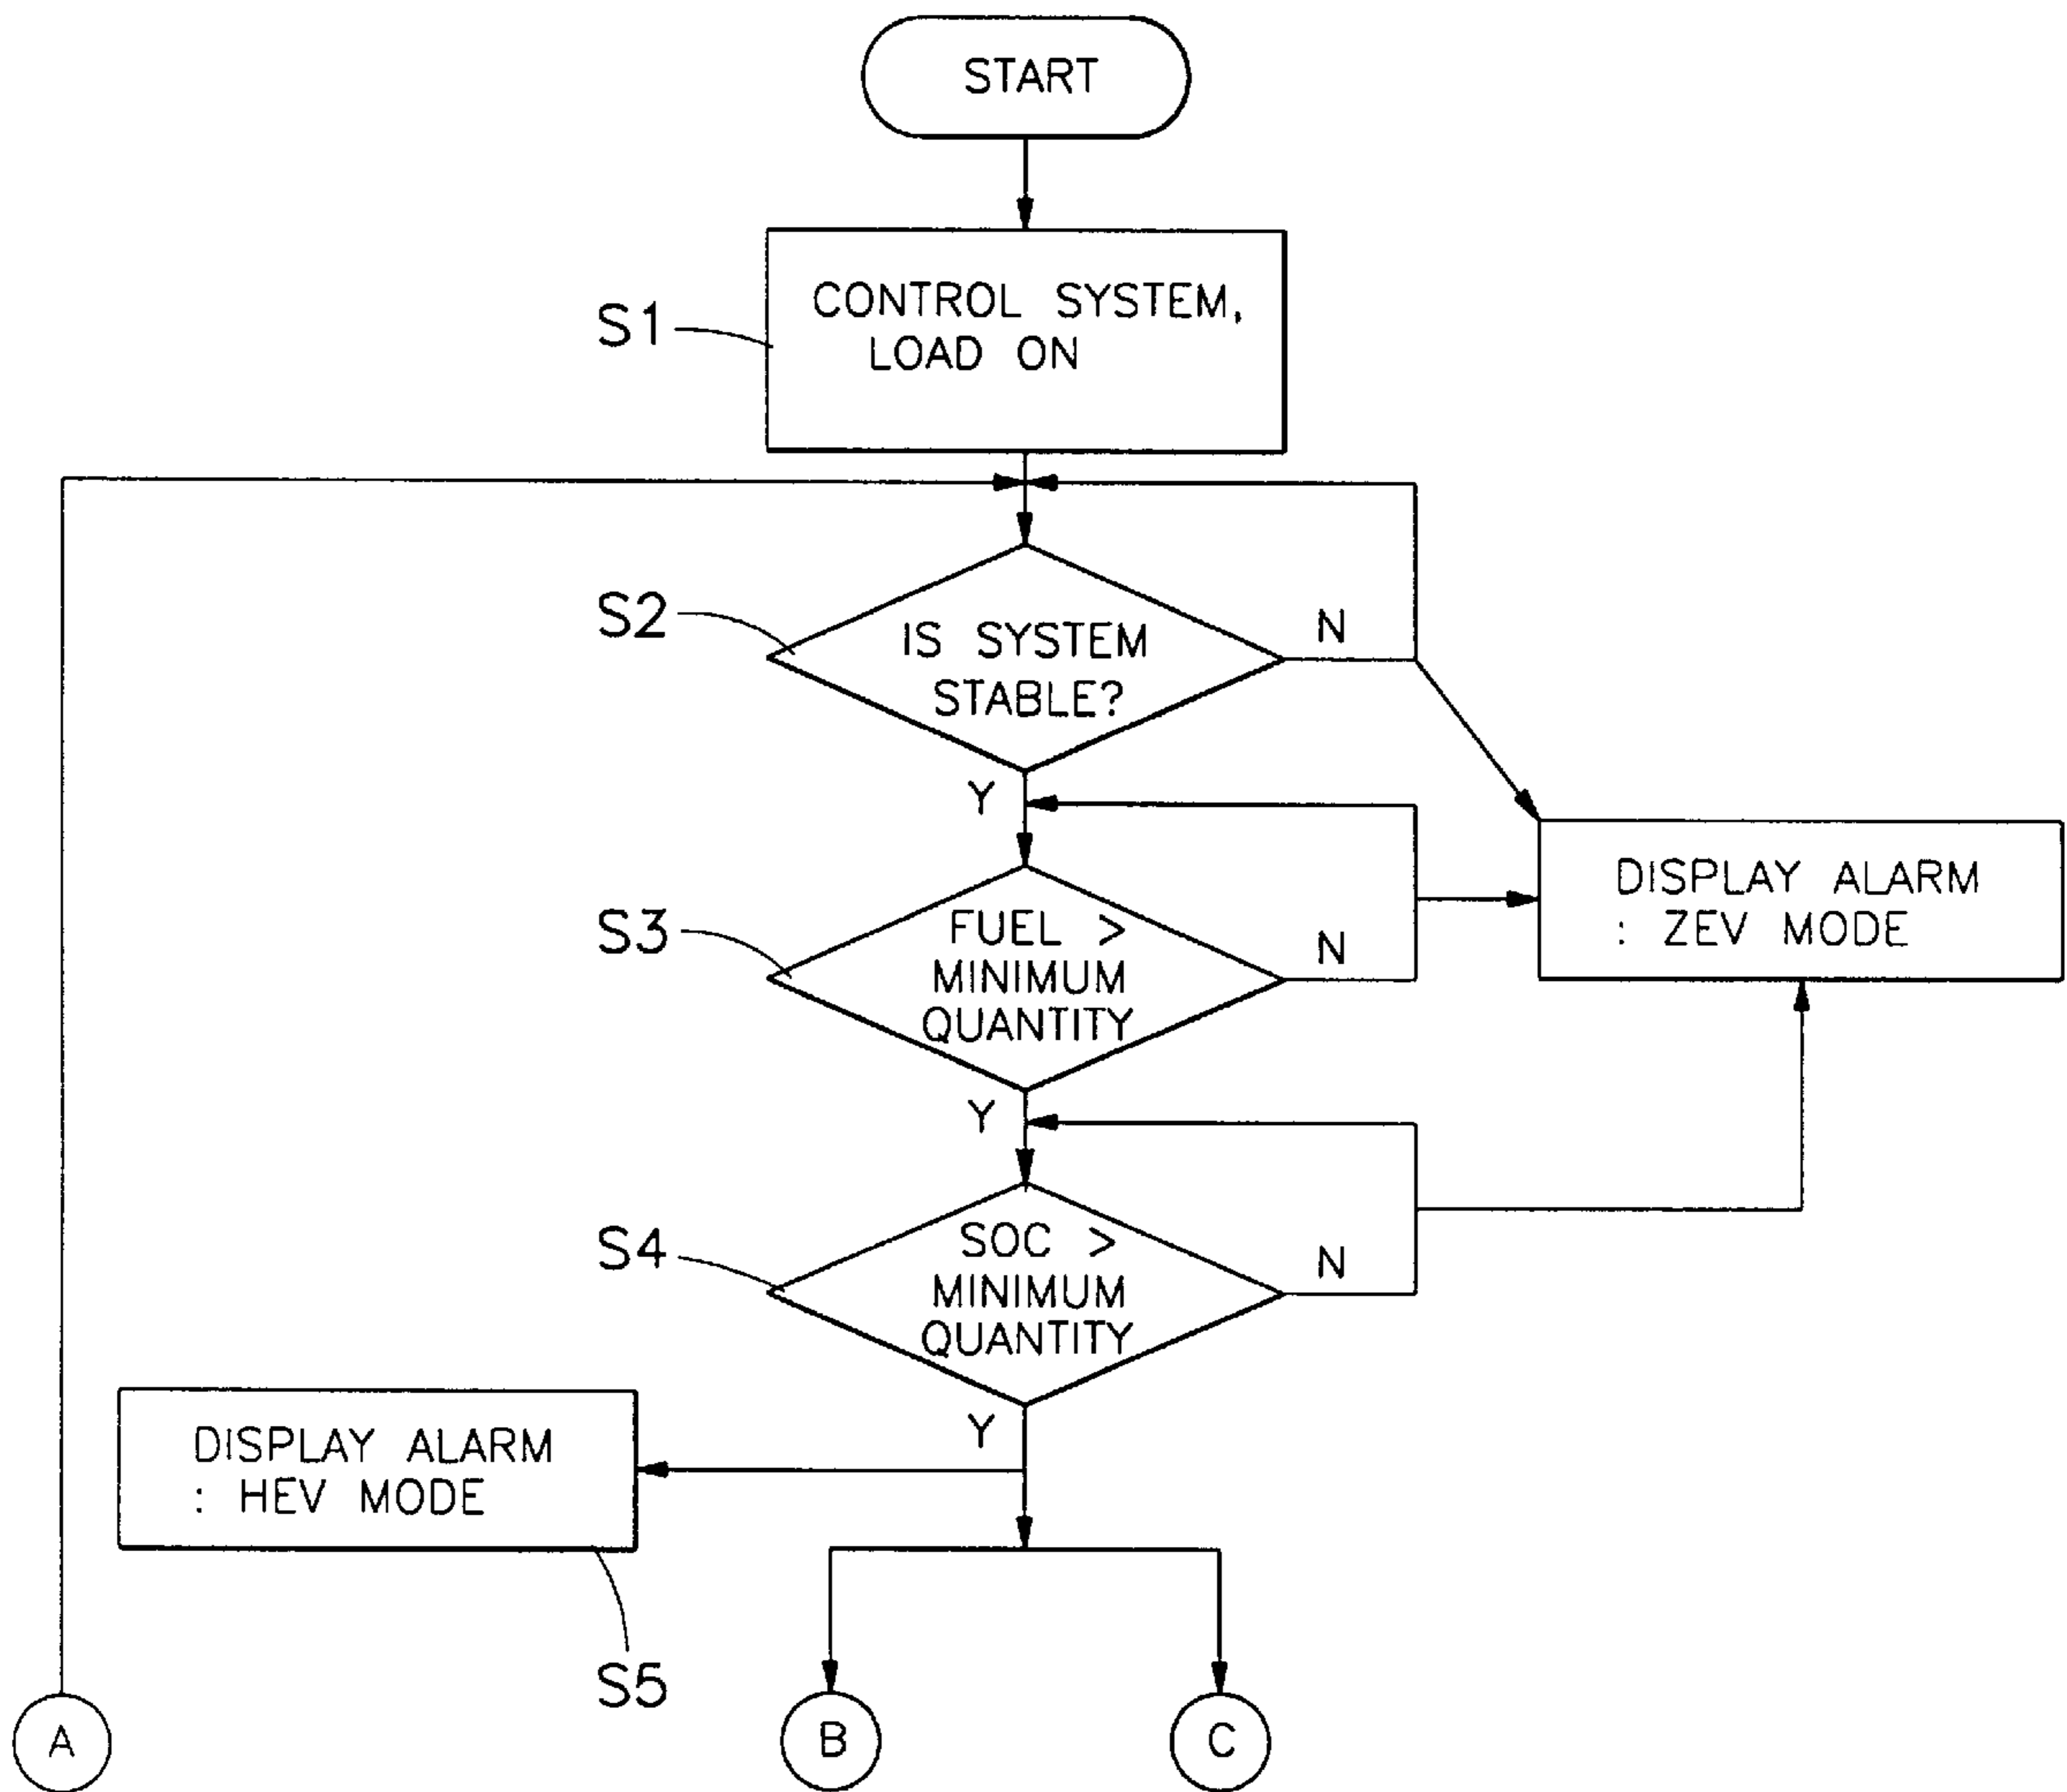 START
S1
CONTROL SYSTEM,
LOAD ON
S2
IS SYSTEM
STABLE?
N
Y
S3
FUEL >
MINIMUM
QUANTITY
N
DISPLAY ALARM
: ZEV MODE
Y
S4
SOC >
MINIMUM
QUANTITY
N
Y
DISPLAY ALARM
: HEV MODE
S5
A
B
C